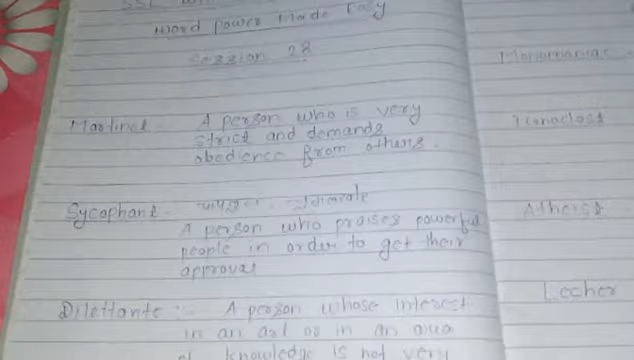 Word Power Made Easy
Session 28
Martinet - A person who is very
strict and demands
obedience from others.
Sycophant -
A person who praises powerful
people in order to get their
approval
Dilettante :- A person whose interest
in an art or in an area
of knowledge is not very
Monomaniac
Iconoclast
Atheist
Lecher